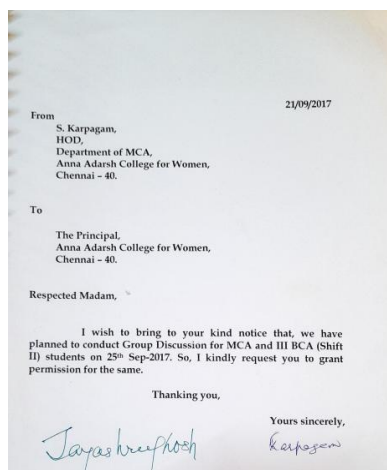 21/09/2017
From
S. Karpagam,
HOD,
Department of MCA,
Anna Adarsh College for Women,
Chennai – 40.
To
The Principal,
Anna Adarsh College for Women,
Chennai – 40.
Respected Madam,
I wish to bring to your kind notice that, we have
planned to conduct Group Discussion for MCA and III BCA (Shift
II) students on 25th Sep-2017. So, I kindly request you to grant
permission for the same.
Thanking you,
Yours sincerely,
Jayashree Ghosh
Karpagam